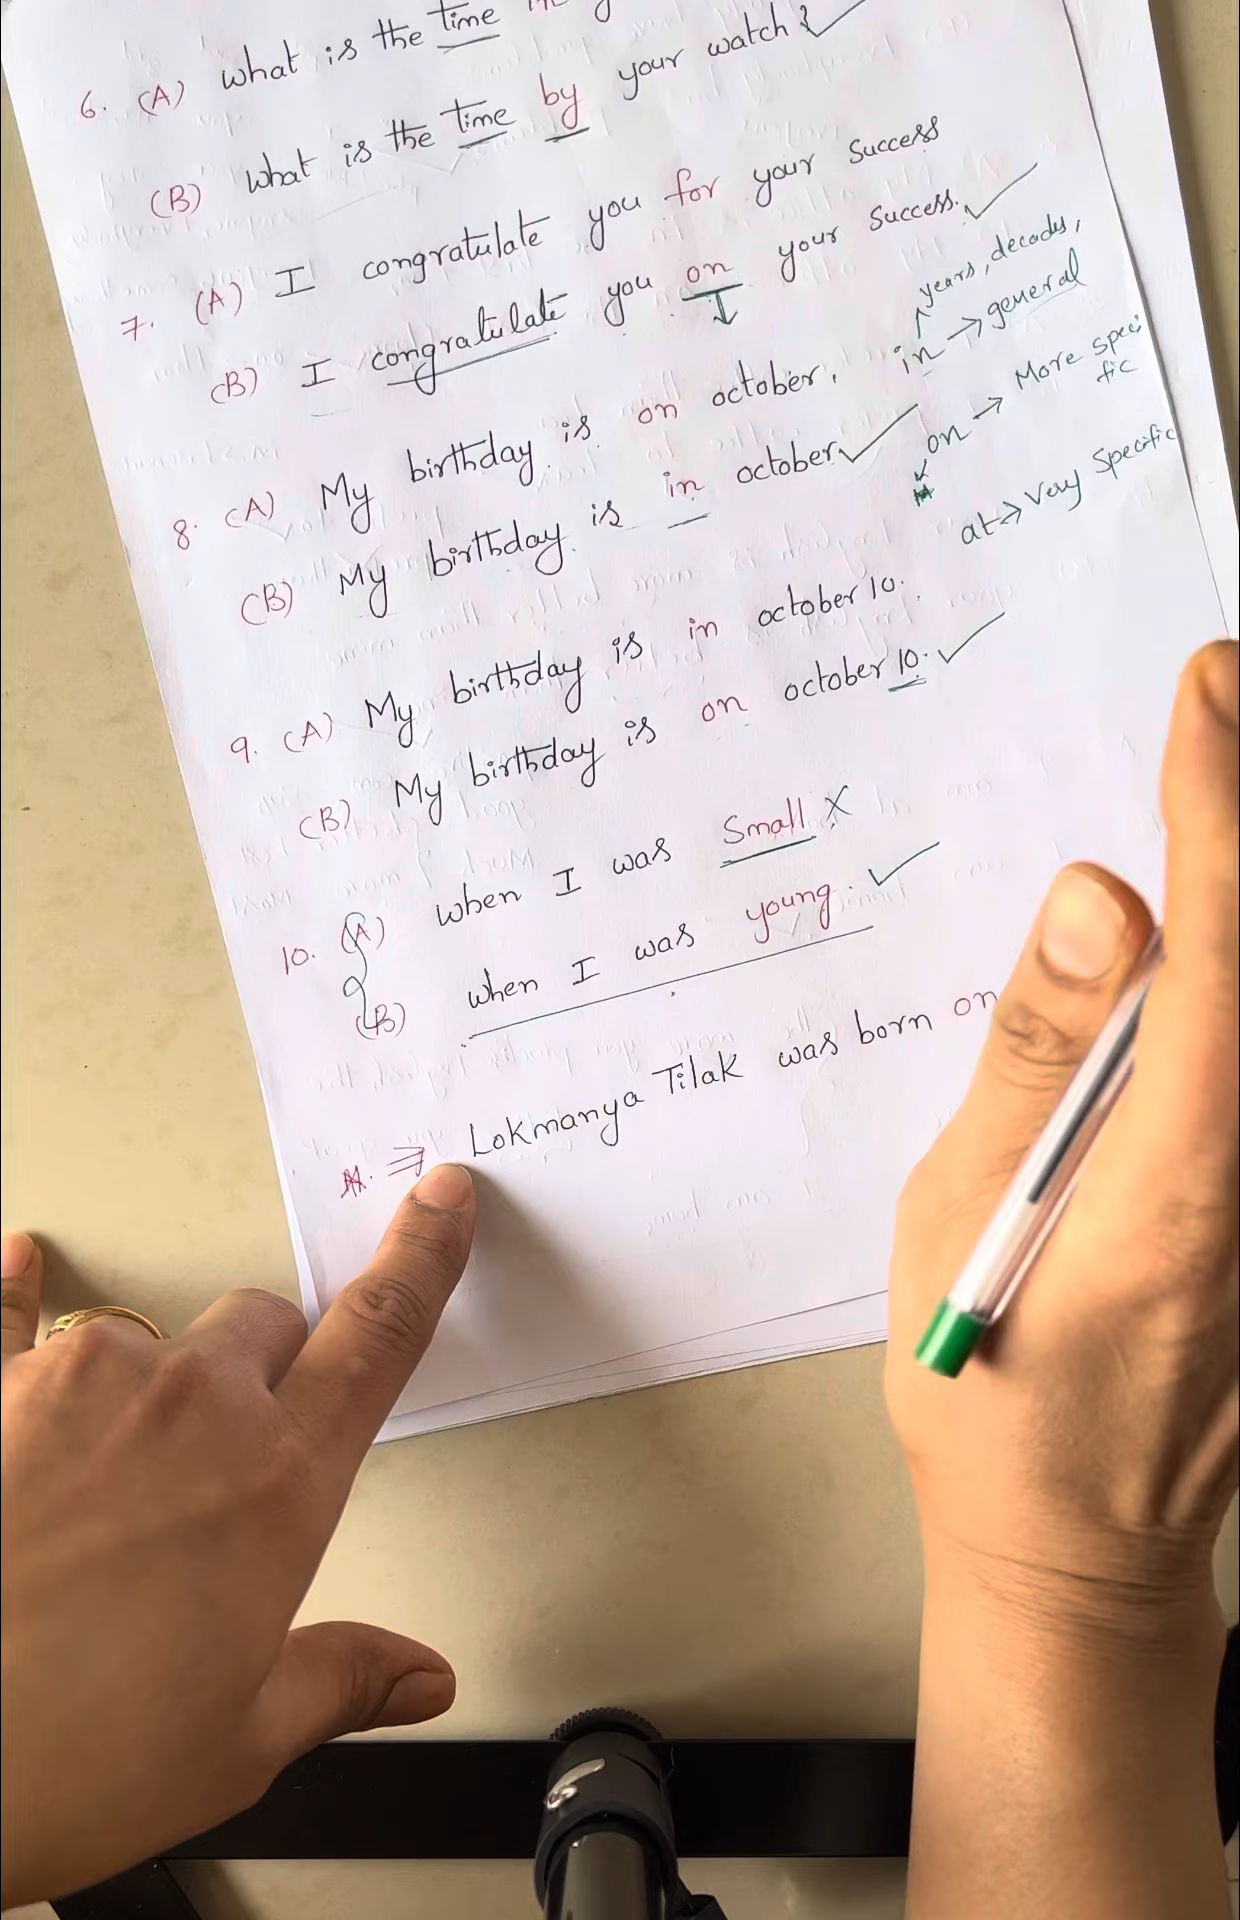 6. (A) what is the time in
(B) what is the time by your watch?
7. (A) I congratulate you for your success
(B) I congratulate you on your success.
8. (A) My birthday is on october.
(B) My birthday is in october
in → general
years, decades,
on → More speci
fic
at → Very Specific
9. (A) My birthday is in october 10.
(B) My birthday is on october 10.
10. (A) when I was Small X
(B) when I was young.
⇒ Lokmanya Tilak was born on